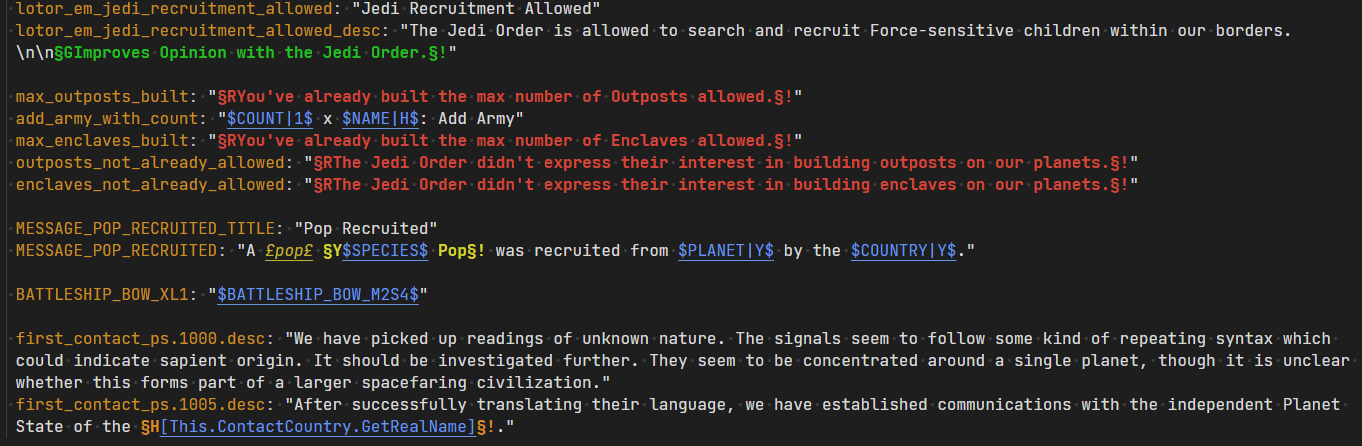 lotor_em_jedi_recruitment_allowed: "Jedi Recruitment Allowed"
lotor_em_jedi_recruitment_allowed_desc: "The Jedi Order is allowed to search and recruit Force-sensitive children within our borders.
\n\n§GImproves Opinion with the Jedi Order.§!"
max_outposts_built: "§RYou've already built the max number of Outposts allowed.§!"
add_army_with_count: "$COUNT|1$ x $NAME|H$: Add Army"
max_enclaves_built: "§RYou've already built the max number of Enclaves allowed.§!"
outposts_not_already_allowed: "§RThe Jedi Order didn't express their interest in building outposts on our planets.§!"
enclaves_not_already_allowed: "§RThe Jedi Order didn't express their interest in building enclaves on our planets.§!"
MESSAGE_POP_RECRUITED_TITLE: "Pop Recruited"
MESSAGE_POP_RECRUITED: "A £pop£ §Y$SPECIES$ Pop§! was recruited from $PLANET|Y$ by the $COUNTRY|Y$."
BATTLESHIP_BOW_XL1: "$BATTLESHIP_BOW_M2S4$"
first_contact_ps.1000.desc: "We have picked up readings of unknown nature. The signals seem to follow some kind of repeating syntax which
could indicate sapient origin. It should be investigated further. They seem to be concentrated around a single planet, though it is unclear
whether this forms part of a larger spacefaring civilization."
first_contact_ps.1005.desc: "After successfully translating their language, we have established communications with the independent Planet
State of the §H[This.ContactCountry.GetRealName]§!."